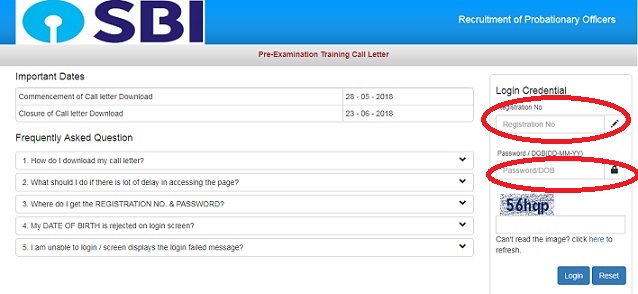 SBI
Recruitment of Probationary Officers
Pre-Examination Training Call Letter
Important Dates
Commencement of Call letter Download 28 - 05 - 2018
Closure of Call letter Download 23 - 06 - 2018
Frequently Asked Question
1. How do I download my call letter?
2. What should I do if there is lot of delay in accessing the page?
3. Where do I get the REGISTRATION NO. & PASSWORD?
4. My DATE OF BIRTH is rejected on login screen?
5. I am unable to login / screen displays the login failed message?
Login Credential
Registration No
Registration No
Password / DOB(DD-MM-YY)
Password/DOB
56hqp
Can't read the image? click here to
refresh.
Login Reset